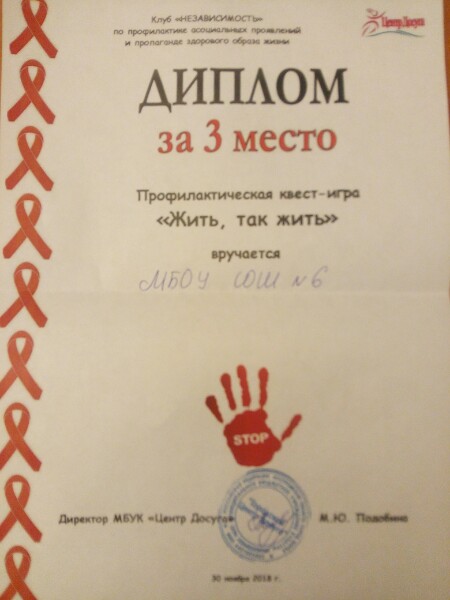 Клуб «НЕЗАВИСИМОСТЬ»
по профилактике асоциальных проявлений
и пропаганде здорового образа жизни
Центр Досуга
ДИПЛОМ
за 3 место
Профилактическая квест-игра
«Жить, так жить»
вручается
МБОУ СОШ №6
STOP
Директор МБУК «Центр Досуга» М.Ю. Подобина
30 ноября 2018 г.